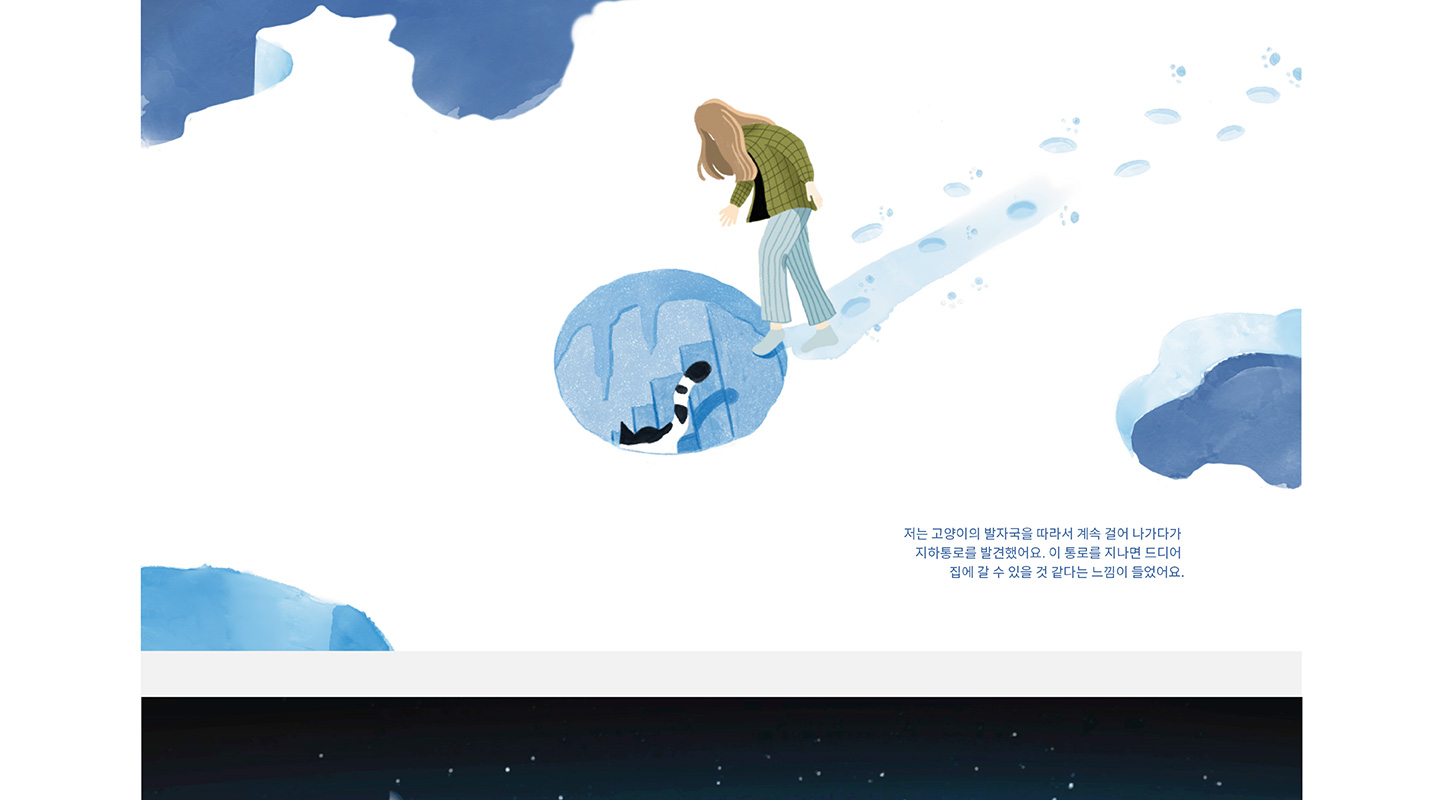 저는 고양이의 발자국을 따라서 계속 걸어 나가다가
지하통로를 발견했어요. 이 통로를 지나면 드디어
집에 갈 수 있을 것 같다는 느낌이 들었어요.